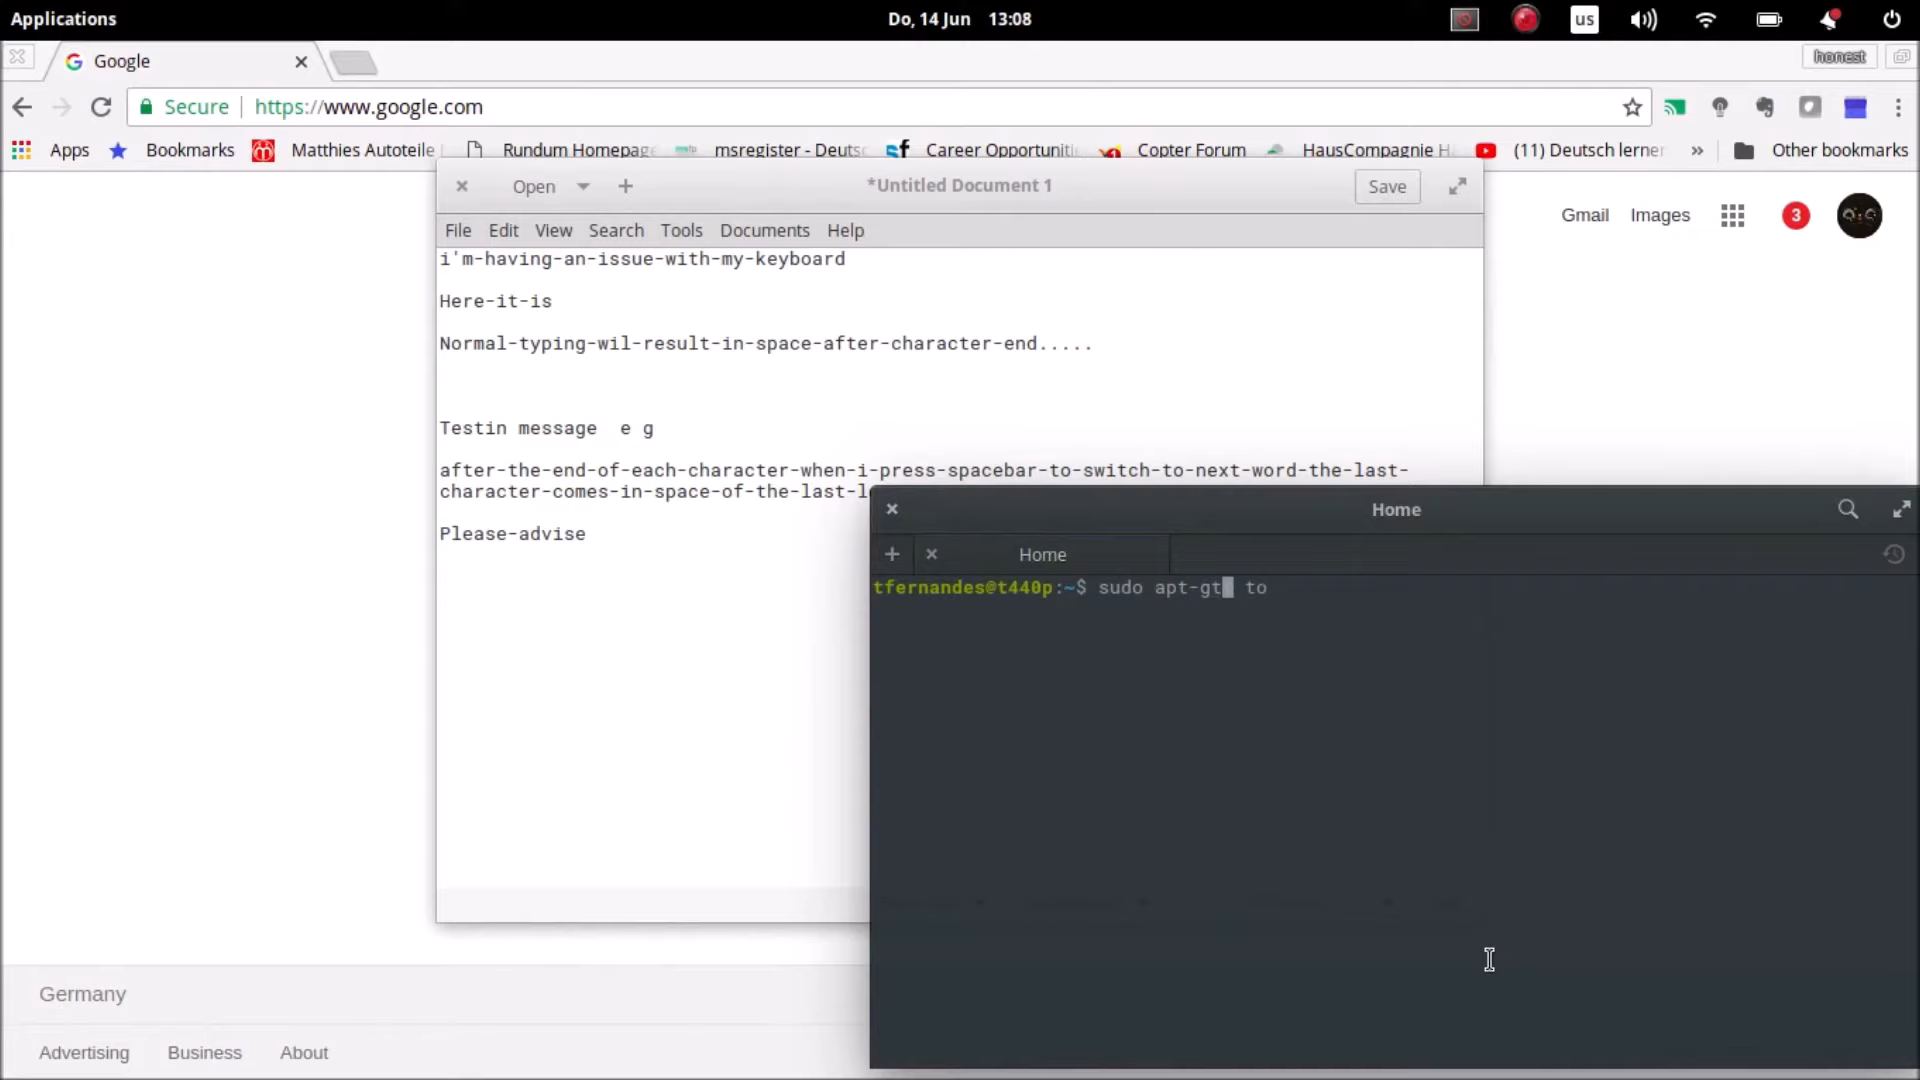 Applications
Do, 14 Jun 13:08
us
Google
honest
Secure https://www.google.com
Apps
Bookmarks
Matthies Autoteile
Rundum Homepage
msregister - Deutsc
Career Opportuniti
Copter Forum
HausCompagnie H
(11) Deutsch lerner
»
Other bookmarks
Open
*Untitled Document 1
Save
Gmail
Images
3
File Edit View Search Tools Documents Help
i'm-having-an-issue-with-my-keyboard
Here-it-is
Normal-typing-wil-result-in-space-after-character-end.....
Testin message  e g
after-the-end-of-each-character-when-i-press-spacebar-to-switch-to-next-word-the-last-
character-comes-in-space-of-the-last-l
Please-advise
Home
Home
tfernandes@t440p:~$ sudo apt-gt to
Germany
Advertising
Business
About